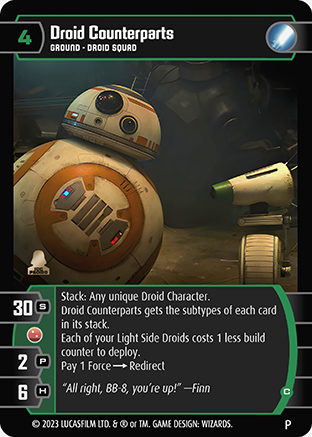 4
Droid Counterparts
GROUND - DROID SQUAD
30 S
2 P
6 H
Stack: Any unique Droid Character.
Droid Counterparts gets the subtypes of each card
in its stack.
Each of your Light Side Droids costs 1 less build
counter to deploy.
Pay 1 Force → Redirect
“All right, BB-8, you're up!” —Finn
C
© 2023 LUCASFILM LTD. & ® or TM. GAME DESIGN: WIZARDS.
P